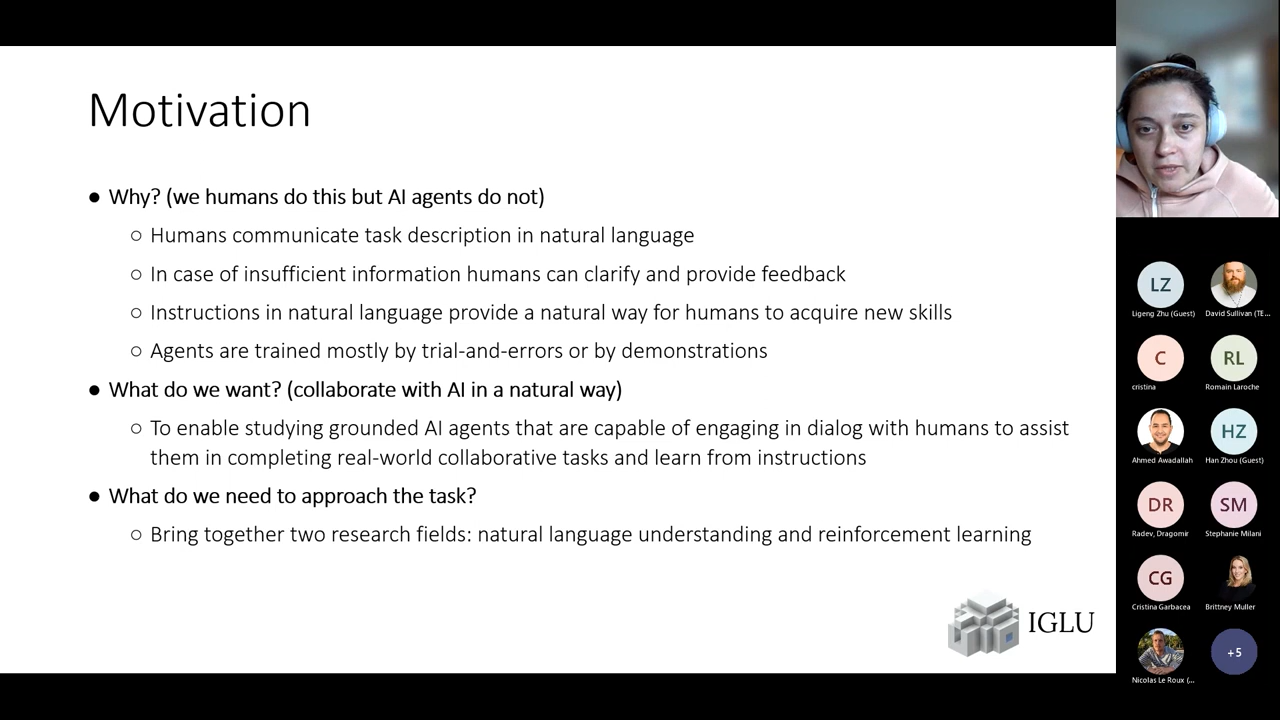 Motivation
● Why? (we humans do this but AI agents do not)
○ Humans communicate task description in natural language
○ In case of insufficient information humans can clarify and provide feedback
○ Instructions in natural language provide a natural way for humans to acquire new skills
○ Agents are trained mostly by trial-and-errors or by demonstrations
● What do we want? (collaborate with AI in a natural way)
○ To enable studying grounded AI agents that are capable of engaging in dialog with humans to assist
them in completing real-world collaborative tasks and learn from instructions
● What do we need to approach the task?
○ Bring together two research fields: natural language understanding and reinforcement learning
IGLU
LZ
Ligeng Zhu (Guest)
David Sullivan (TE...
C
cristina
RL
Romain Laroche
Ahmed Awadallah
HZ
Han Zhou (Guest)
DR
Radev, Dragomir
SM
Stephanie Milani
CG
Cristina Garbacea
Brittney Muller
Nicolas Le Roux (...
+5